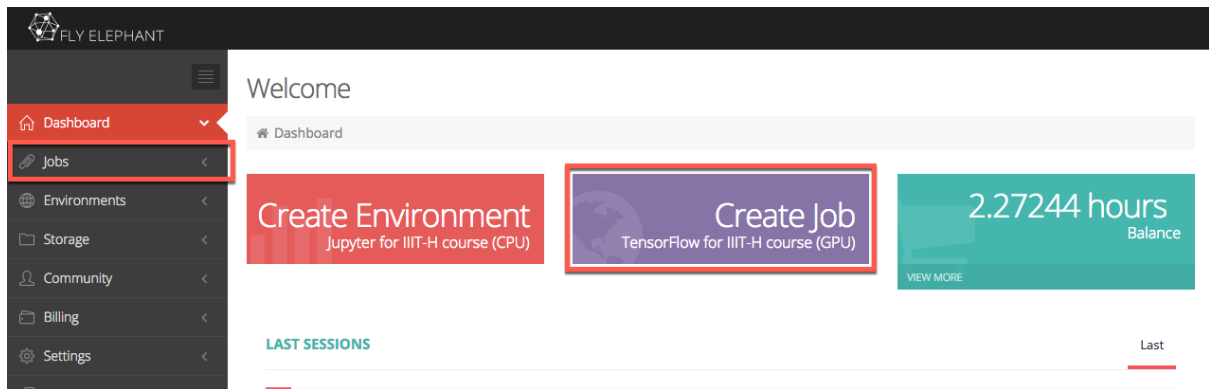 FLY ELEPHANT
Welcome
Dashboard
Dashboard
Jobs
Environments
Storage
Community
Billing
Settings
Create Environment
Jupyter for IIIT-H course (CPU)
Create Job
TensorFlow for IIIT-H course (GPU)
2.27244 hours
Balance
VIEW MORE
LAST SESSIONS
Last